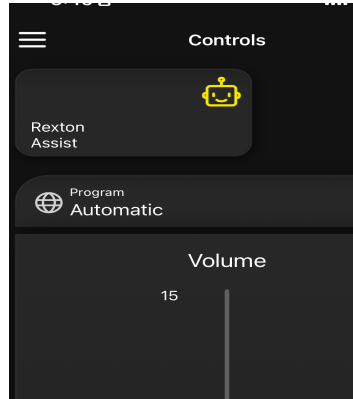 Controls
Rexton
Assist
Program
Automatic
Volume
15